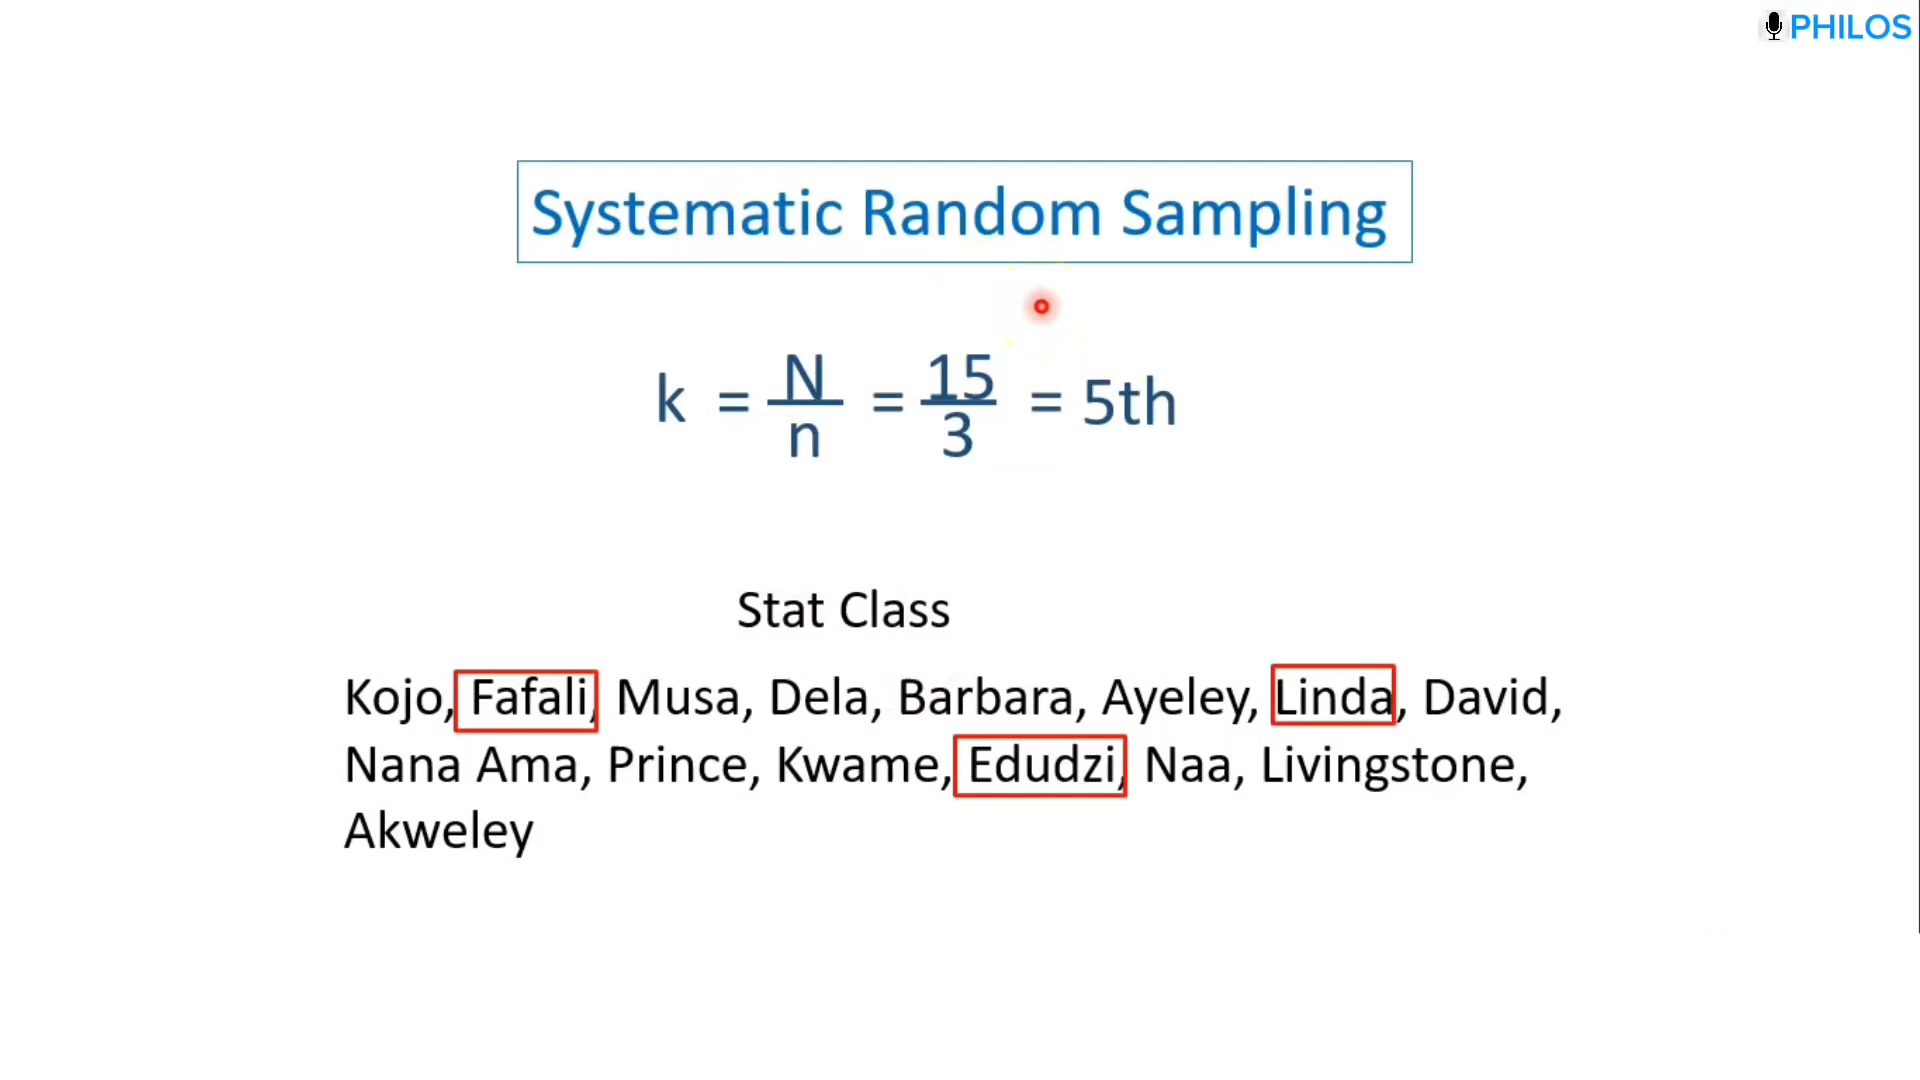 PHILOS
Systematic Random Sampling
k = N/n = 15/3 = 5th
Stat Class
Kojo, Fafali, Musa, Dela, Barbara, Ayeley, Linda, David,
Nana Ama, Prince, Kwame, Edudzi, Naa, Livingstone,
Akweley